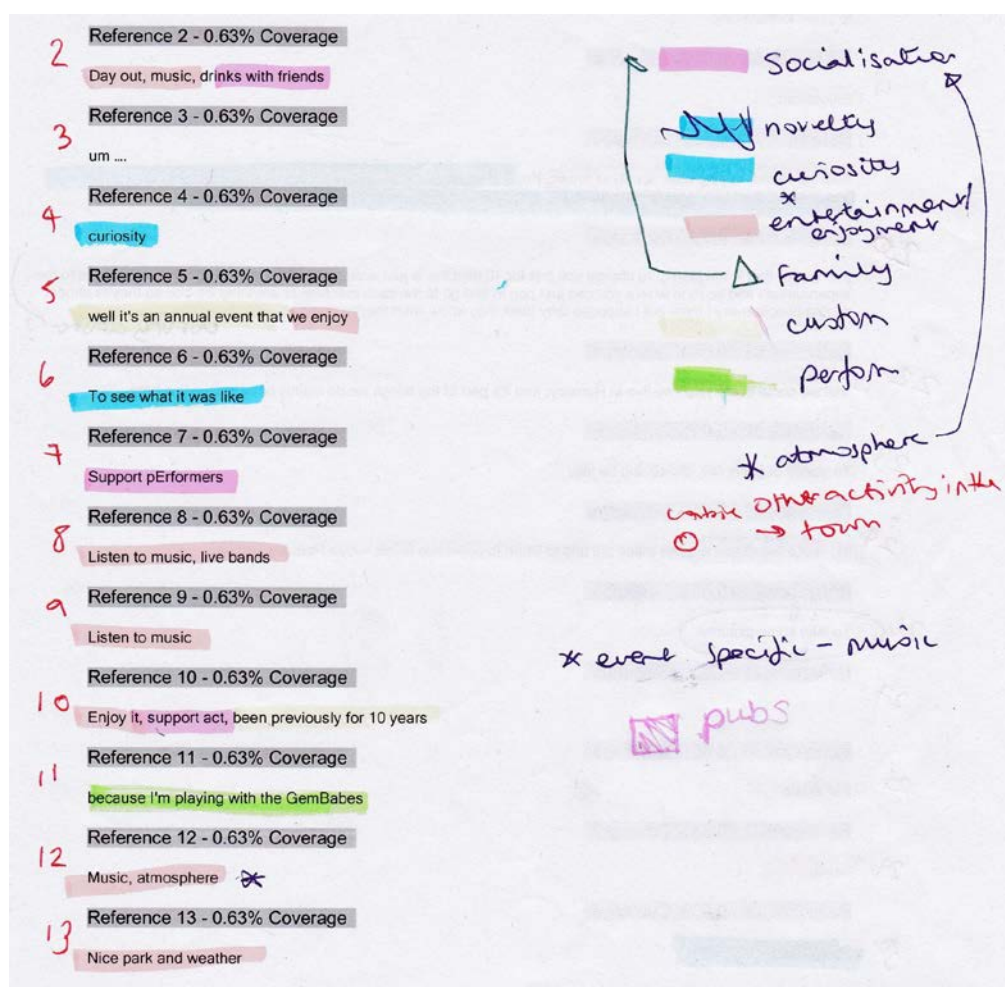 2
Reference 2 - 0.63% Coverage
Day out, music, drinks with friends
3
Reference 3 - 0.63% Coverage
um ....
4
Reference 4 - 0.63% Coverage
curiosity
5
Reference 5 - 0.63% Coverage
well it's an annual event that we enjoy
6
Reference 6 - 0.63% Coverage
To see what it was like
7
Reference 7 - 0.63% Coverage
Support pErformers
8
Reference 8 - 0.63% Coverage
Listen to music, live bands
9
Reference 9 - 0.63% Coverage
Listen to music
10
Reference 10 - 0.63% Coverage
Enjoy it, support act, been previously for 10 years
11
Reference 11 - 0.63% Coverage
because I'm playing with the GemBabes
12
Reference 12 - 0.63% Coverage
Music, atmosphere *
13
Reference 13 - 0.63% Coverage
Nice park and weather
Socialisation
novelty
curiosity
*
entertainment/
enjoyment
Family
custom
perform
* atmosphere
other activity in the
→ town
* event specific - music
pubs